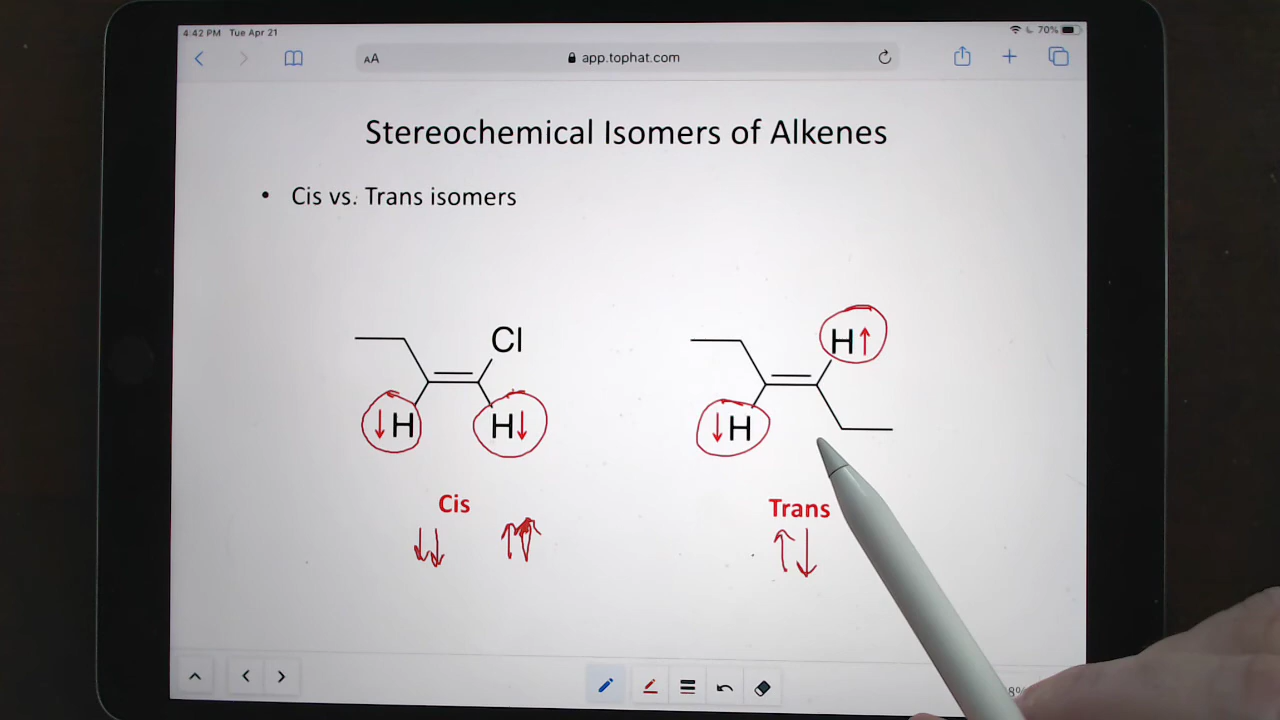 4:42 PM Tue Apr 21
70%
AA
app.tophat.com
Stereochemical Isomers of Alkenes
• Cis vs. Trans isomers
Cl
H↑
↓H
H↓
↓H
Cis
Trans
↓↓
↑↑
↑↓
8%